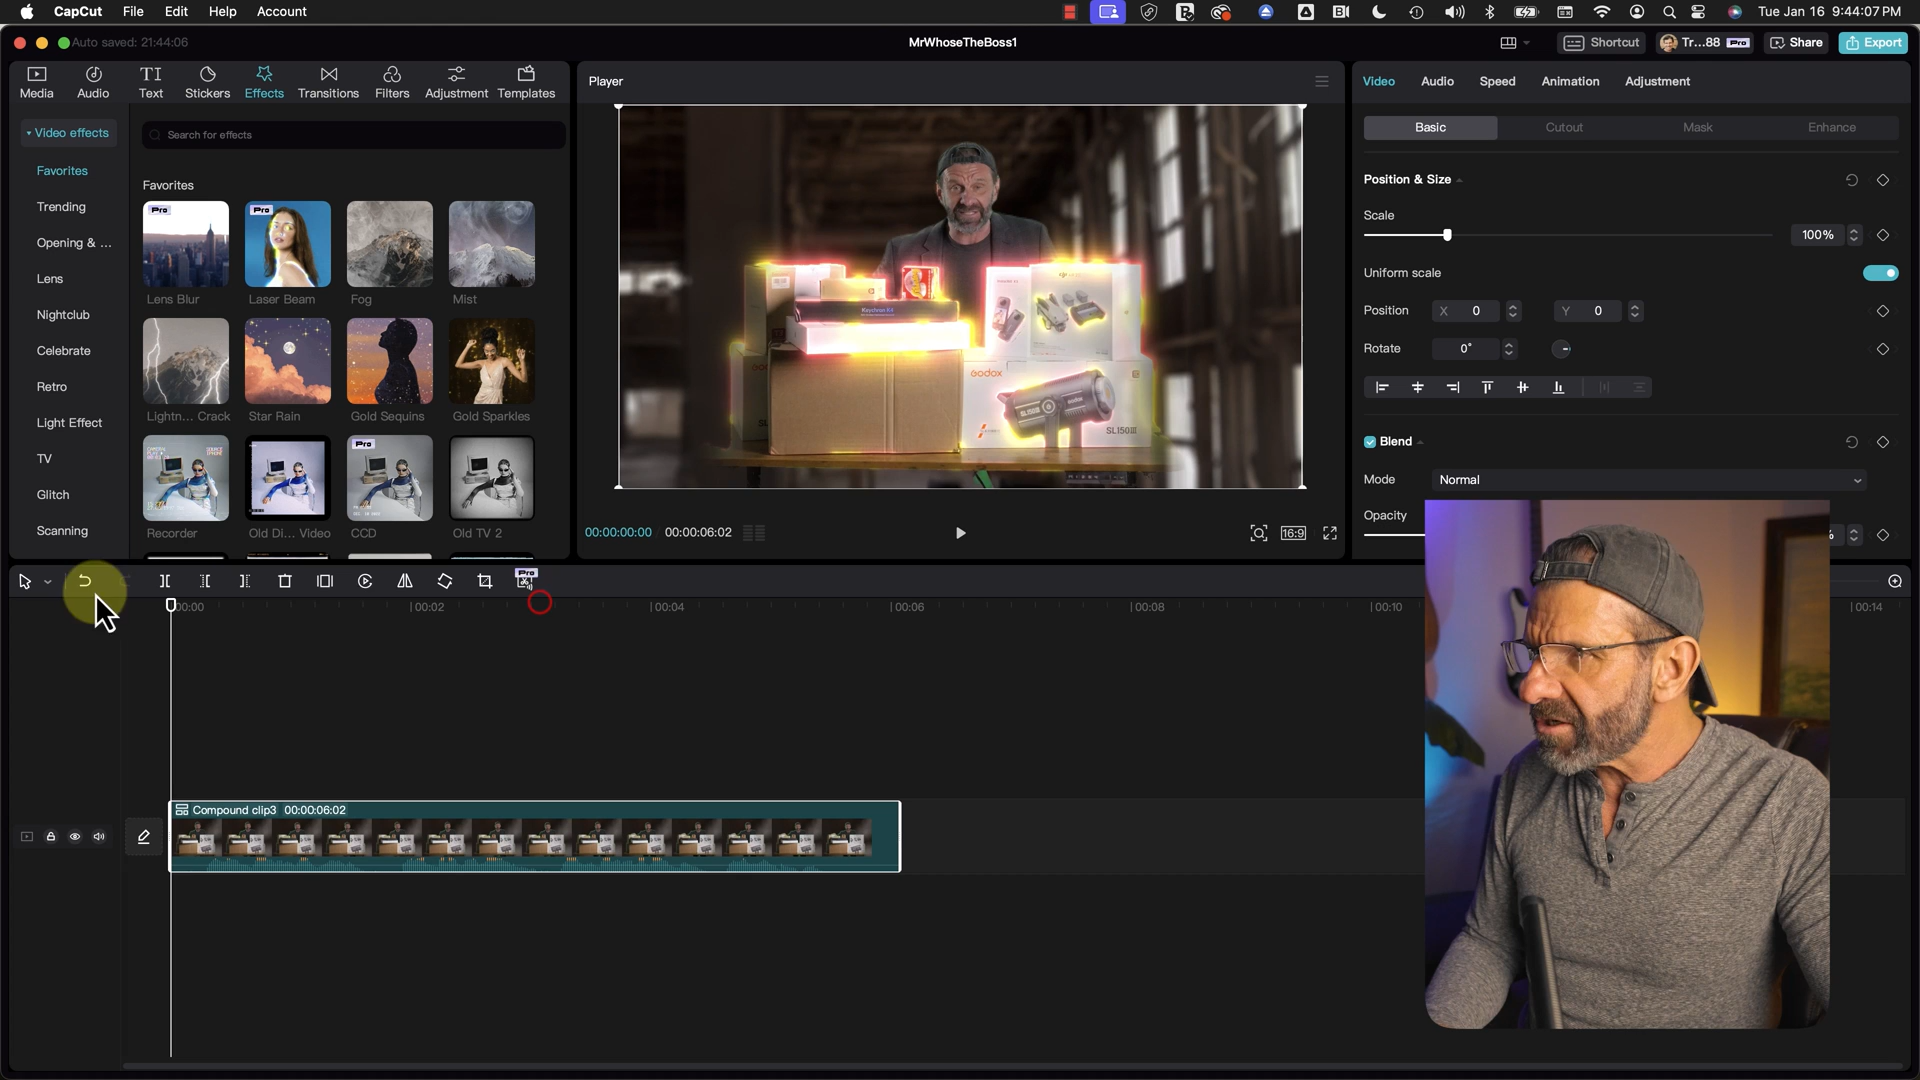 CapCut File Edit Help Account
Tue Jan 16 9:44:07 PM
Auto saved: 21:44:06
MrWhoseTheBoss1
Shortcut
Tr...88 Pro
Share
Export
Media Audio Text Stickers Effects Transitions Filters Adjustment Templates
Player
Video Audio Speed Animation Adjustment
Video effects
Search for effects
Basic Cutout Mask Enhance
Favorites
Trending
Opening & ...
Lens
Nightclub
Celebrate
Retro
Light Effect
TV
Glitch
Scanning
Favorites
Pro Pro
Lens Blur Laser Beam Fog Mist
Lightn... Crack Star Rain Gold Sequins Gold Sparkles
Pro
Recorder Old Di... Video CCD Old TV 2
Keychron K4
GODOX
SL150III
00:00:00:00 00:00:06:02
16:9
Position & Size
Scale
100%
Uniform scale
Position X 0 Y 0
Rotate 0°
Blend
Mode Normal
Opacity
%
Pro
00:00 00:02 00:04 00:06 00:08 00:10 00:14
Compound clip3 00:00:06:02